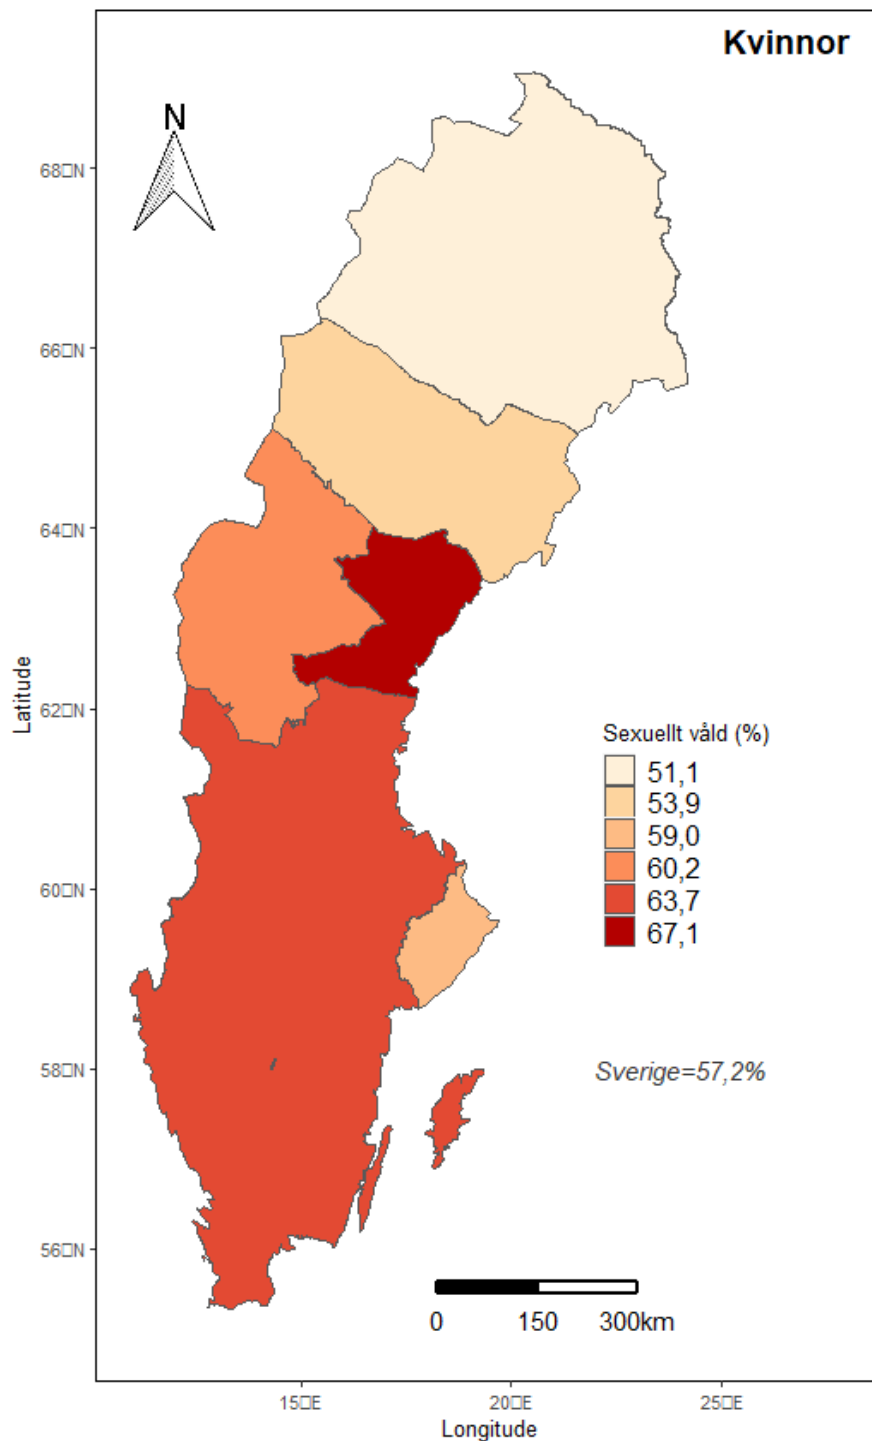 Kvinnor
N
68□N
66□N
64□N
62□N
60□N
58□N
56□N
Latitude
Sexuellt våld (%)
51,1
53,9
59,0
60,2
63,7
67,1
Sverige=57,2%
0 150 300km
15□E 20□E 25□E
Longitude